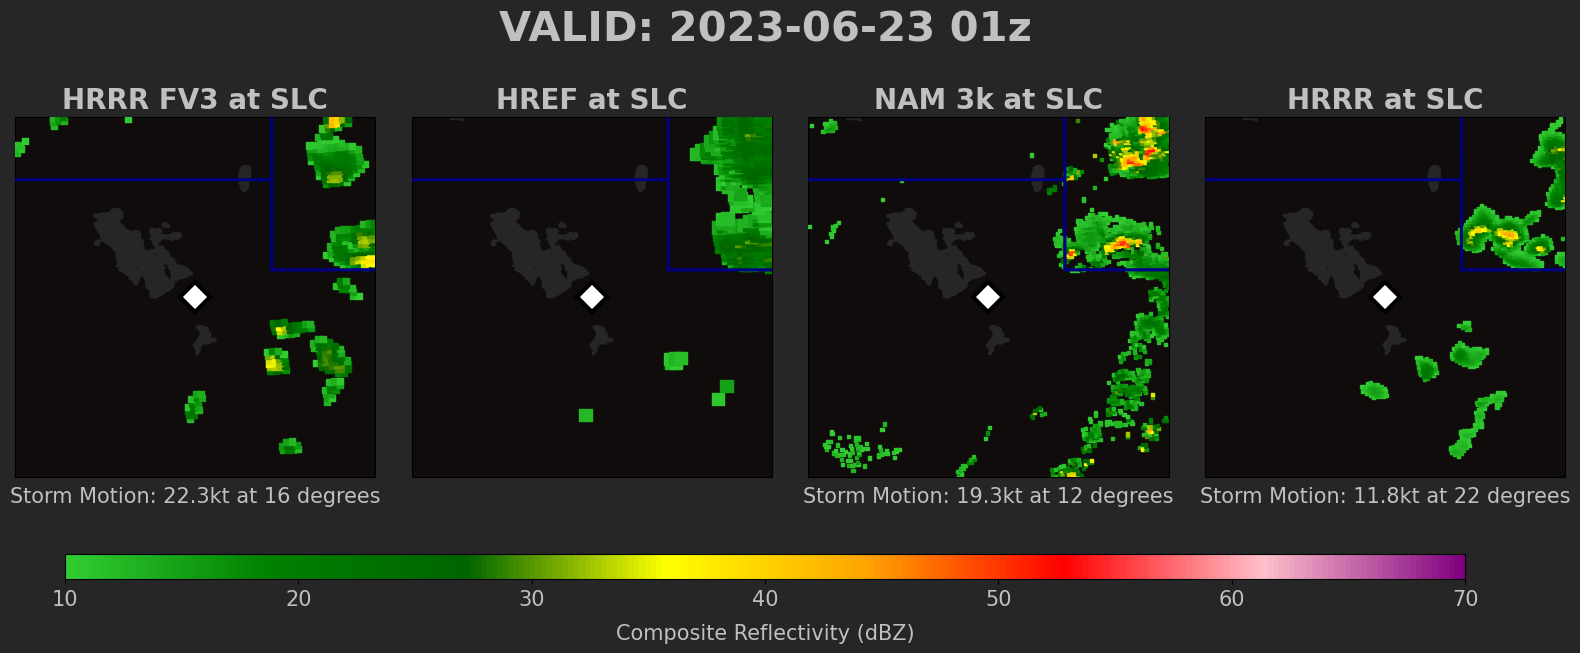 VALID: 2023-06-23 01z
HRRR FV3 at SLC
HREF at SLC
NAM 3k at SLC
HRRR at SLC
Storm Motion: 22.3kt at 16 degrees
Storm Motion: 19.3kt at 12 degrees
Storm Motion: 11.8kt at 22 degrees
10 20 30 40 50 60 70
Composite Reflectivity (dBZ)